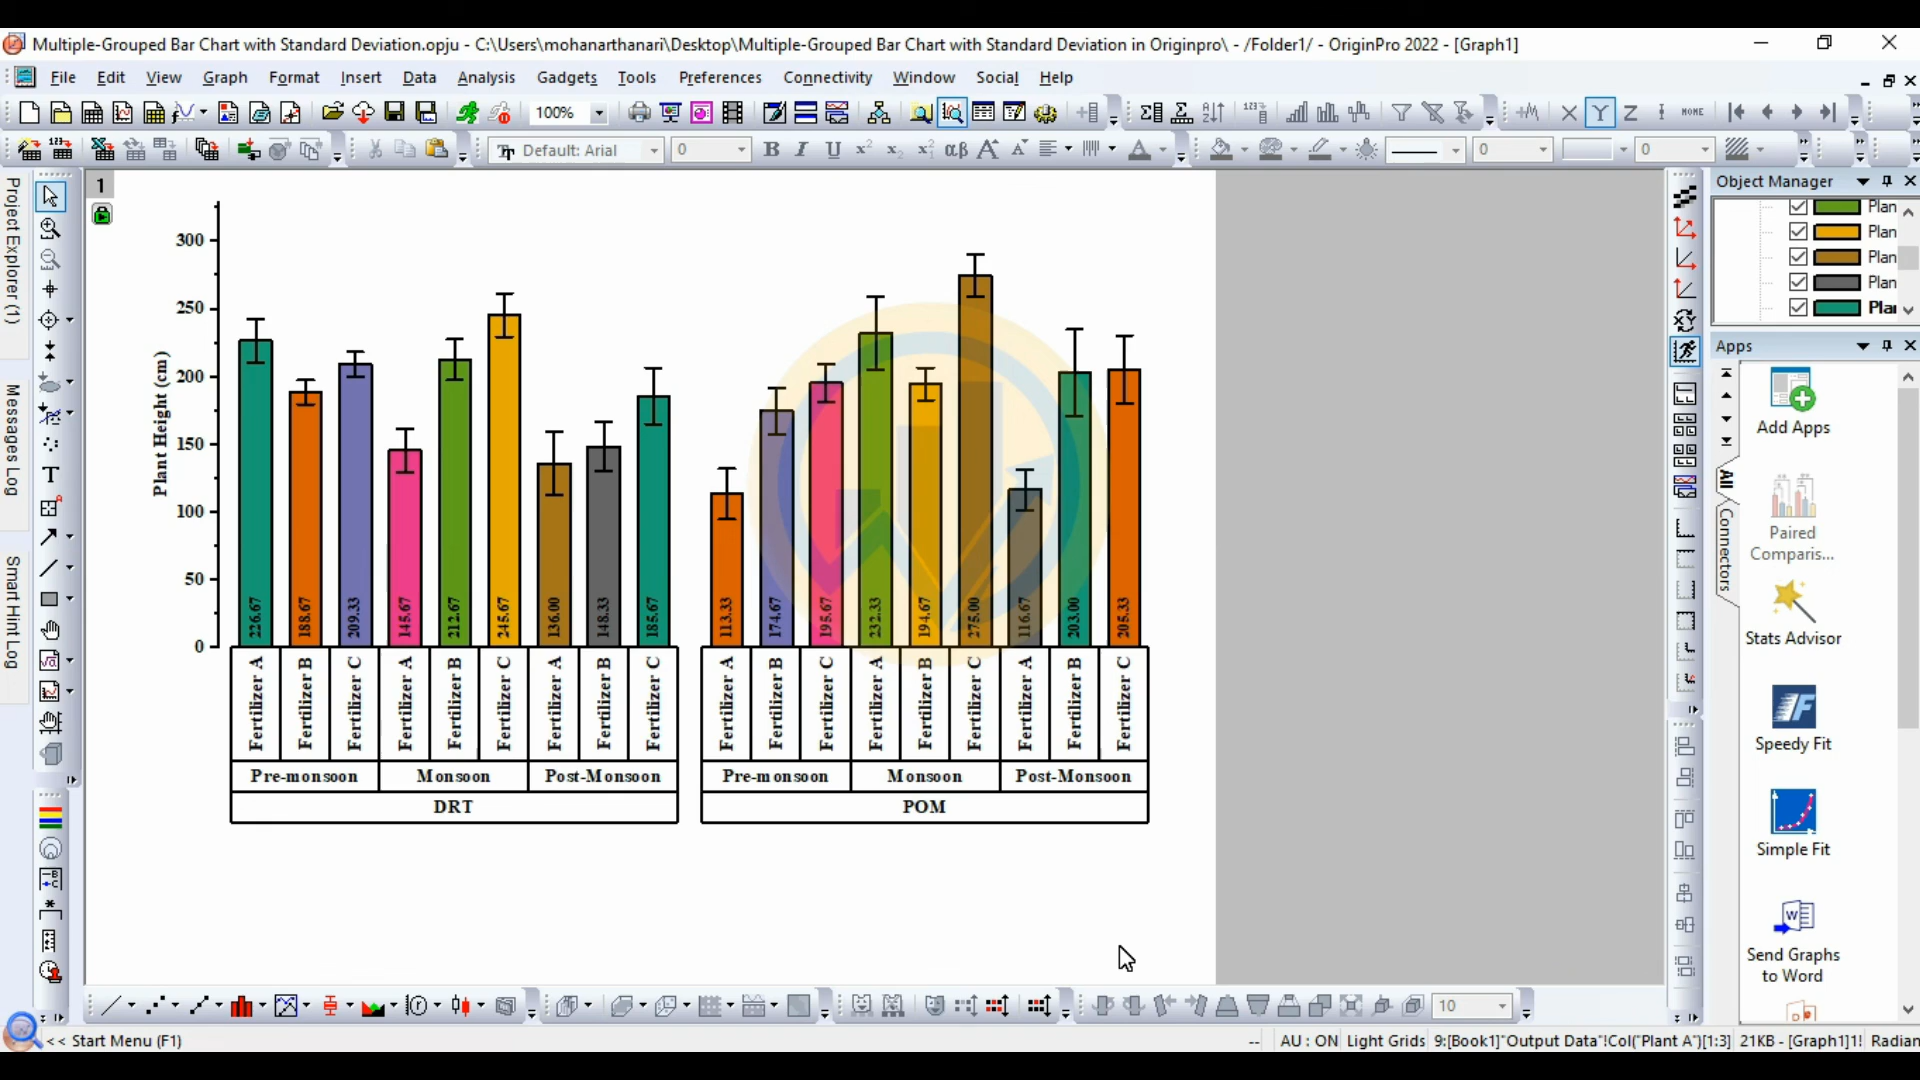 Multiple-Grouped Bar Chart with Standard Deviation.opju - C:\Users\mohanarthanari\Desktop\Multiple-Grouped Bar Chart with Standard Deviation in Originpro\ - /Folder1/ - OriginPro 2022 - [Graph1]
File Edit View Graph Format Insert Data Analysis Gadgets Tools Preferences Connectivity Window Social Help
100%
Default: Arial 0 B I U αβ A A 0 0
Project Explorer (1)
Messages Log
Smart Hint Log
1
Plant Height (cm)
300
250
200
150
100
50
0
226.67 188.67 209.33 145.67 212.67 245.67 136.00 148.33 185.67 113.33 174.67 195.67 232.33 194.67 275.00 116.67 203.00 205.33
Fertilizer A Fertilizer B Fertilizer C Fertilizer A Fertilizer B Fertilizer C Fertilizer A Fertilizer B Fertilizer C Fertilizer A Fertilizer B Fertilizer C Fertilizer A Fertilizer B Fertilizer C Fertilizer A Fertilizer B Fertilizer C
Pre-monsoon Monsoon Post-Monsoon Pre-monsoon Monsoon Post-Monsoon
DRT POM
Object Manager
Plan
Plan
Plan
Plan
Plan
Apps
All
Connectors
Add Apps
Paired
Comparis...
Stats Advisor
Speedy Fit
Simple Fit
Send Graphs
to Word
10
<< Start Menu (F1)
-- AU : ON Light Grids 9:[Book1]"Output Data"!Col("Plant A")[1:3] 21KB - [Graph1]1! Radian